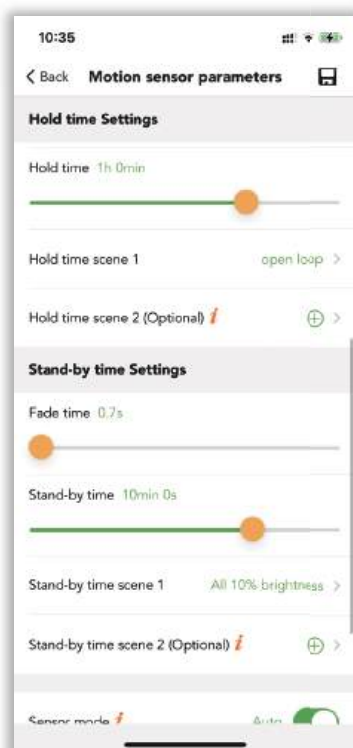 10:35
Back Motion sensor parameters
Hold time Settings
Hold time 1h 0min
Hold time scene 1 open loop >
Hold time scene 2 (Optional) i >
Stand-by time Settings
Fade time 0.7s
Stand-by time 10min 0s
Stand-by time scene 1 All 10% brightness >
Stand-by time scene 2 (Optional) i >
Sensor mode i Auto